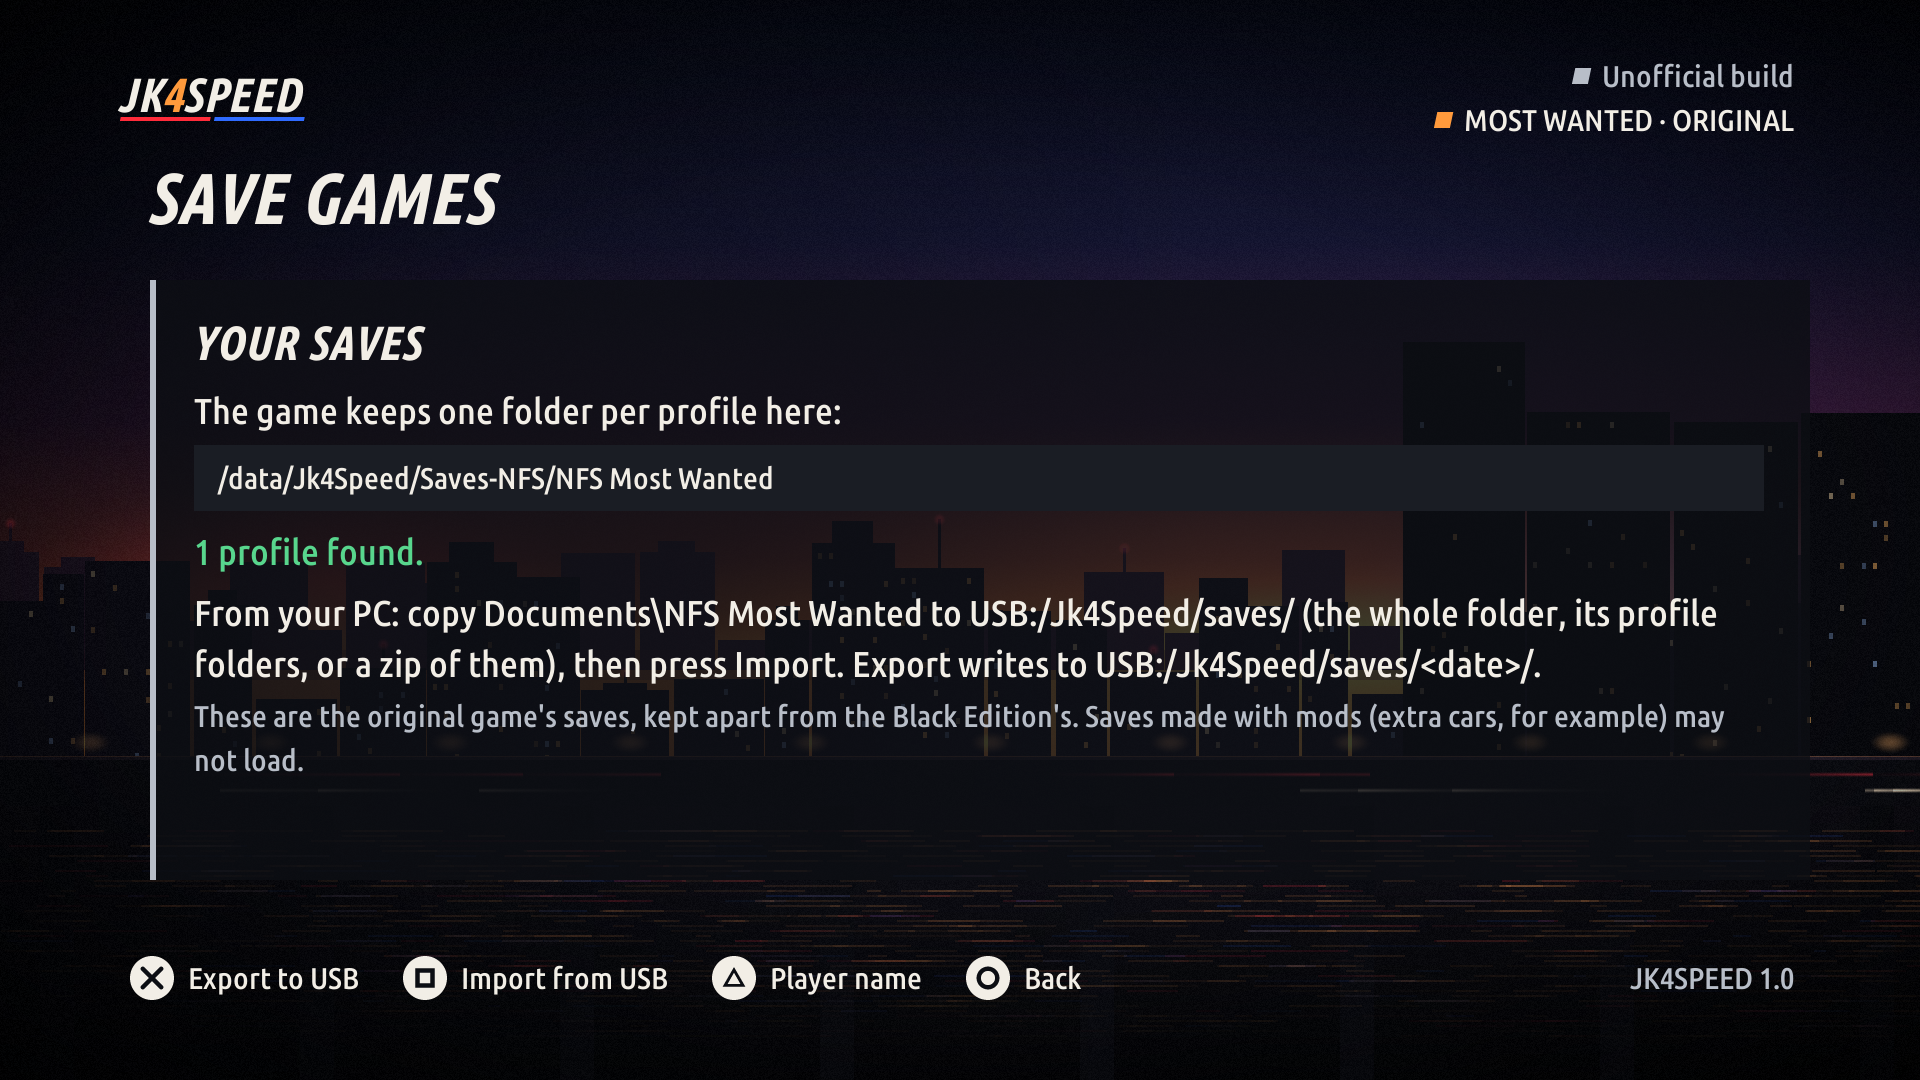 JK4SPEED
Unofficial build
MOST WANTED · ORIGINAL
SAVE GAMES
YOUR SAVES
The game keeps one folder per profile here:
/data/Jk4Speed/Saves-NFS/NFS Most Wanted
1 profile found.
From your PC: copy Documents\NFS Most Wanted to USB:/Jk4Speed/saves/ (the whole folder, its profile
folders, or a zip of them), then press Import. Export writes to USB:/Jk4Speed/saves/<date>/.
These are the original game's saves, kept apart from the Black Edition's. Saves made with mods (extra cars, for example) may
not load.
Export to USB
Import from USB
Player name
Back
JK4SPEED 1.0